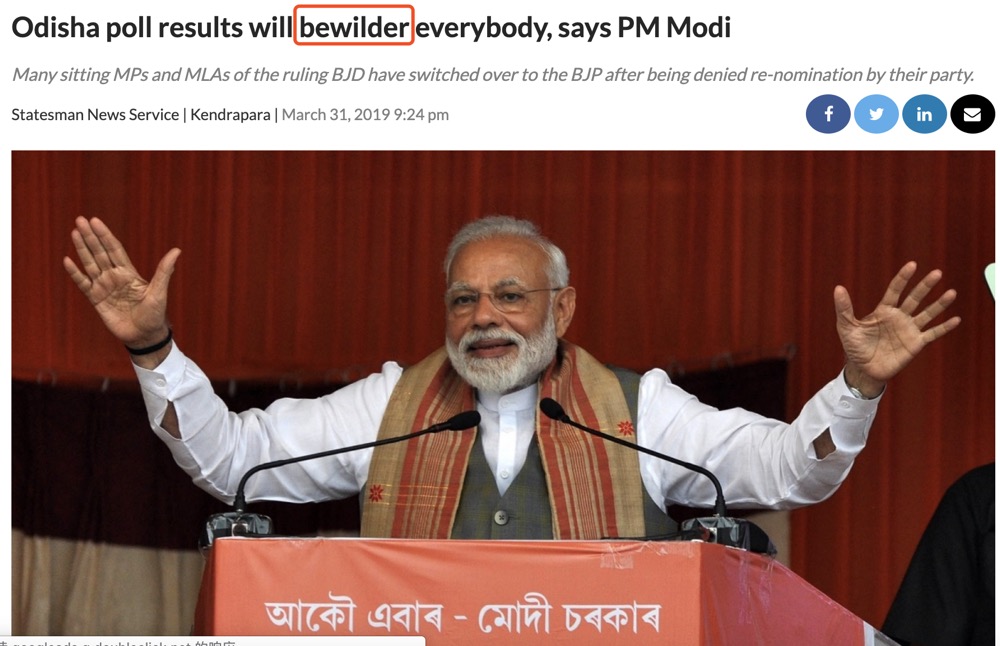 Odisha poll results will bewilder everybody, says PM Modi
Many sitting MPs and MLAs of the ruling BJD have switched over to the BJP after being denied re-nomination by their party.
Statesman News Service | Kendrapara | March 31, 2019 9:24 pm
f in
আকৌ এবাৰ - মোদী চৰকাৰ